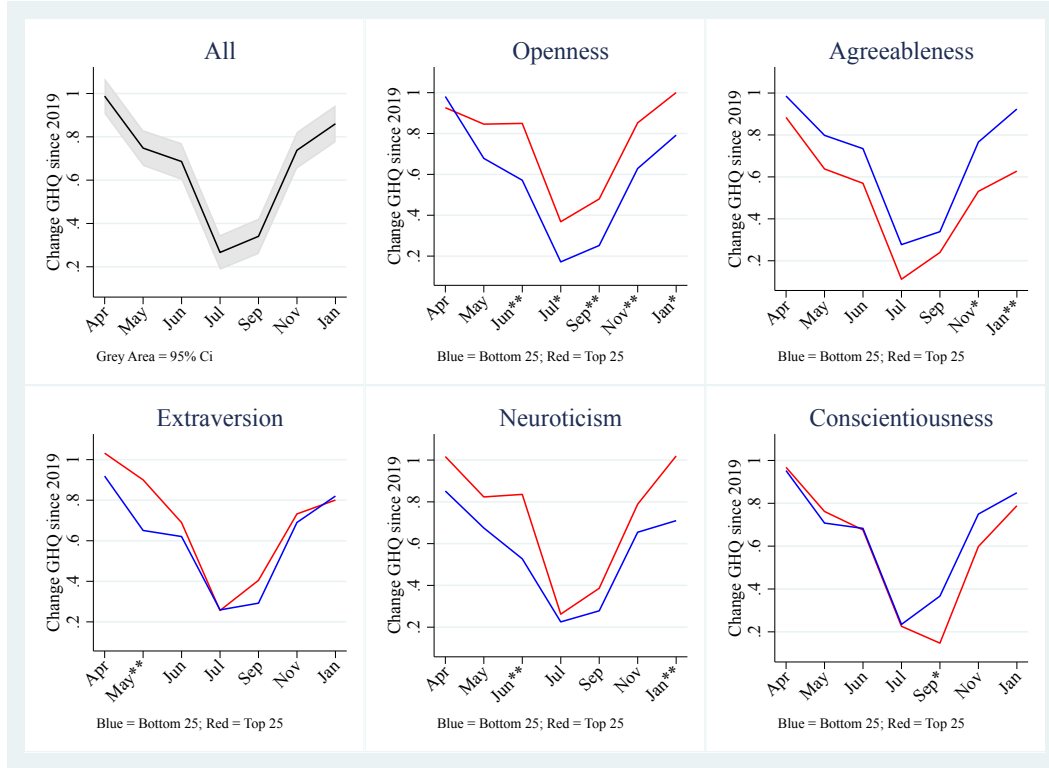 All
Change GHQ since 2019
1
.8
.6
.4
.2
Apr
May
Jun
Jul
Sep
Nov
Jan
Grey Area = 95% Ci
Openness
Change GHQ since 2019
1
.8
.6
.4
.2
Apr
May
Jun**
Jul*
Sep**
Nov**
Jan*
Blue = Bottom 25; Red = Top 25
Agreeableness
Change GHQ since 2019
1
.8
.6
.4
.2
Apr
May
Jun
Jul
Sep
Nov*
Jan**
Blue = Bottom 25; Red = Top 25
Extraversion
Change GHQ since 2019
1
.8
.6
.4
.2
Apr
May**
Jun
Jul
Sep
Nov
Jan
Blue = Bottom 25; Red = Top 25
Neuroticism
Change GHQ since 2019
1
.8
.6
.4
.2
Apr
May
Jun**
Jul
Sep
Nov
Jan**
Blue = Bottom 25; Red = Top 25
Conscientiousness
Change GHQ since 2019
1
.8
.6
.4
.2
Apr
May
Jun
Jul
Sep*
Nov
Jan
Blue = Bottom 25; Red = Top 25